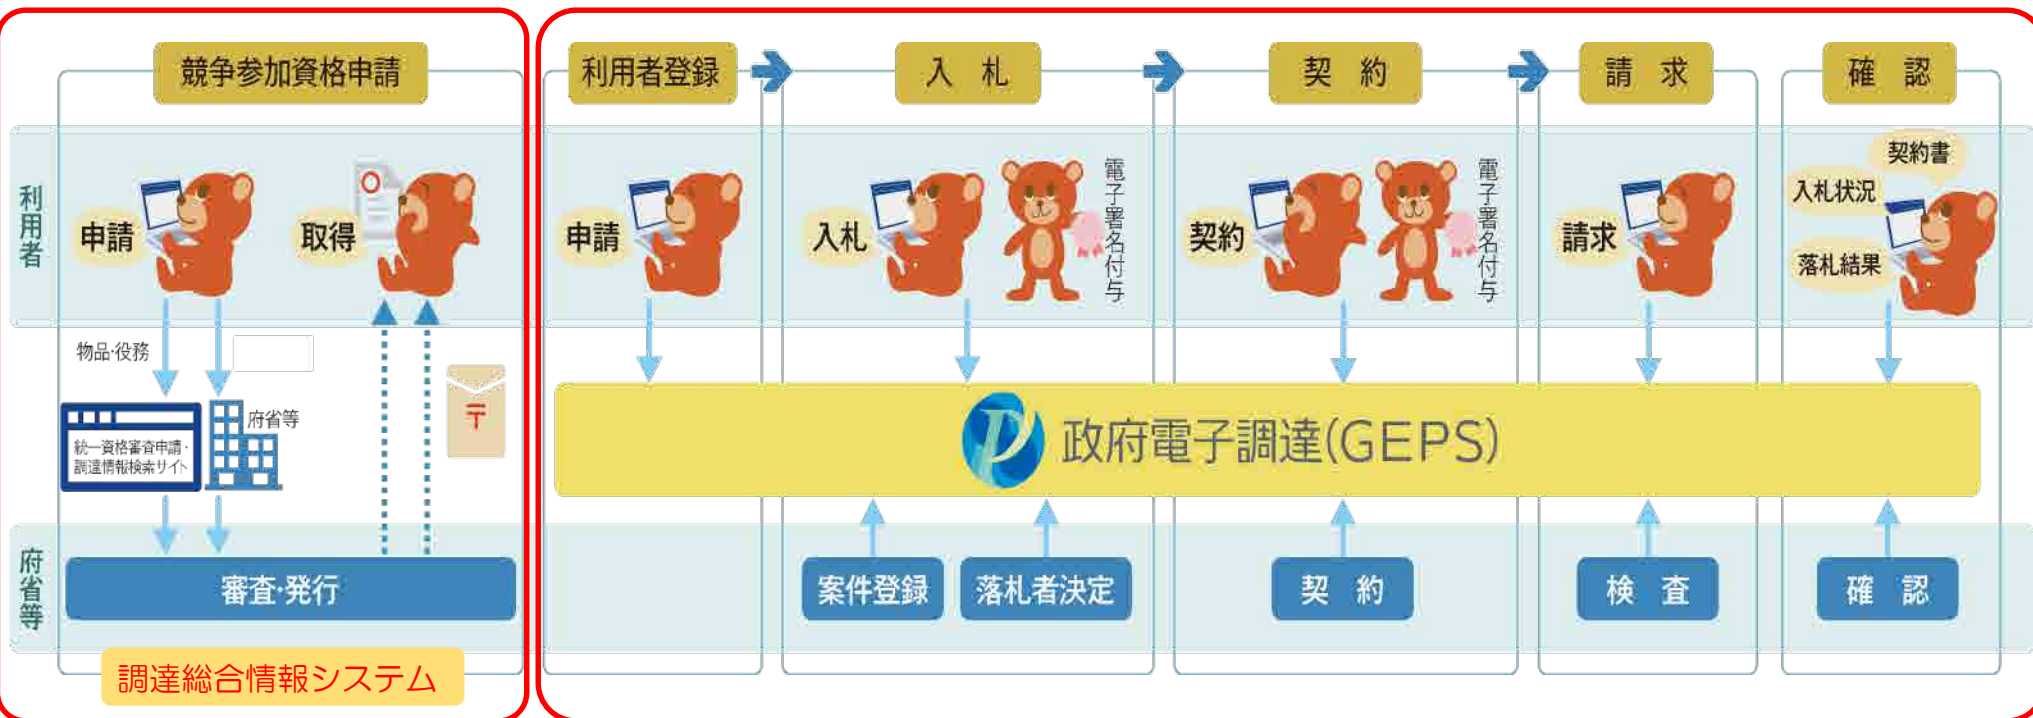 競争参加資格申請
利用者登録
入 札
契 約
請 求
確 認
利用者
申請
取得
申請
入札
電子署名付与
契約
電子署名付与
請求
契約書
入札状況
落札結果
物品・役務
府省等
統一資格審査申請・
調達情報検索サイト
〒
政府電子調達(GEPS)
府省等
審査・発行
案件登録
落札者決定
契 約
検 査
確 認
調達総合情報システム